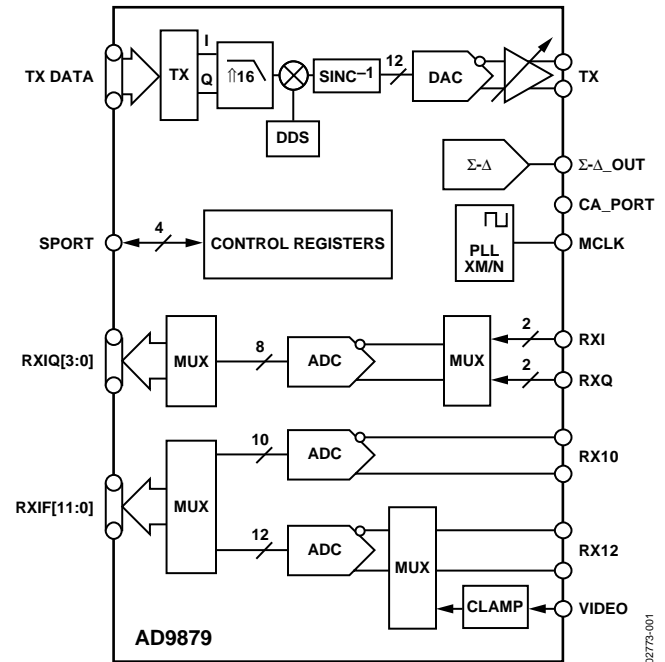 I
TX DATA
TX
⇑16
SINC–1
12
DAC
TX
Q
DDS
Σ-Δ
Σ-Δ_OUT
CA_PORT
SPORT
4
CONTROL REGISTERS
PLL
XM/N
MCLK
RXIQ[3:0]
MUX
8
ADC
MUX
2
RXI
2
RXQ
10
ADC
RX10
RXIF[11:0]
MUX
12
ADC
MUX
RX12
CLAMP
VIDEO
AD9879
02773-001